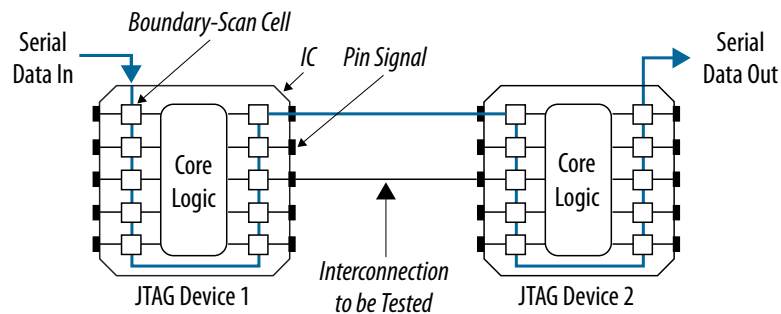 Boundary-Scan Cell
Serial
Data In
IC
Pin Signal
Serial
Data Out
Core
Logic
Core
Logic
Interconnection
to be Tested
JTAG Device 1
JTAG Device 2